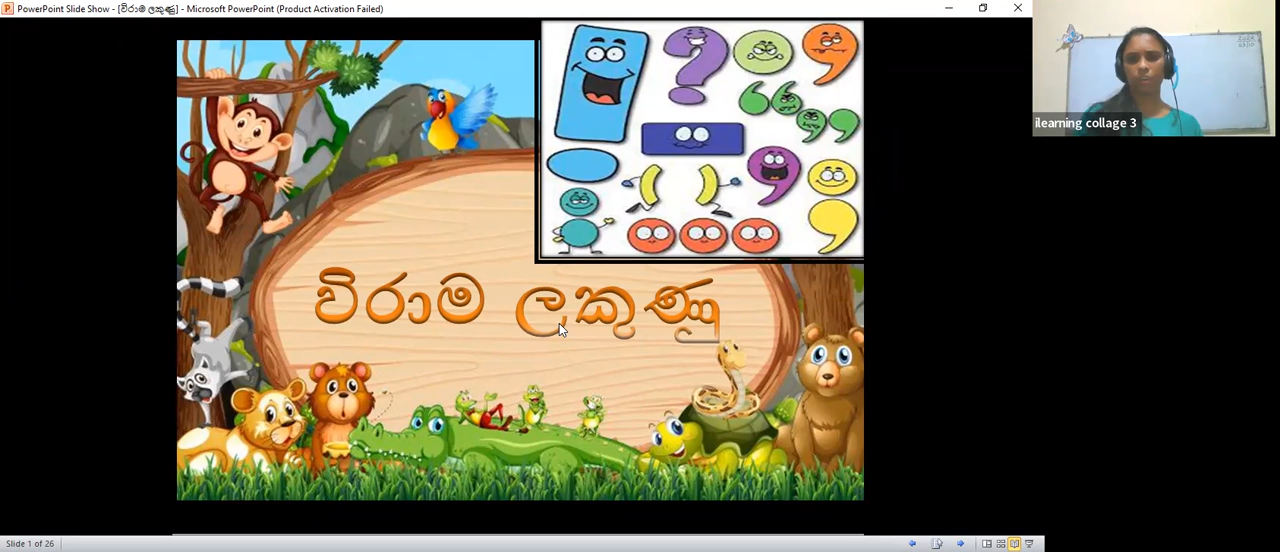 PowerPoint Slide Show - [විරාම ලකුණු] - Microsoft PowerPoint (Product Activation Failed)
ilearning collage 3
විරාම ලකුණු
Slide 1 of 26